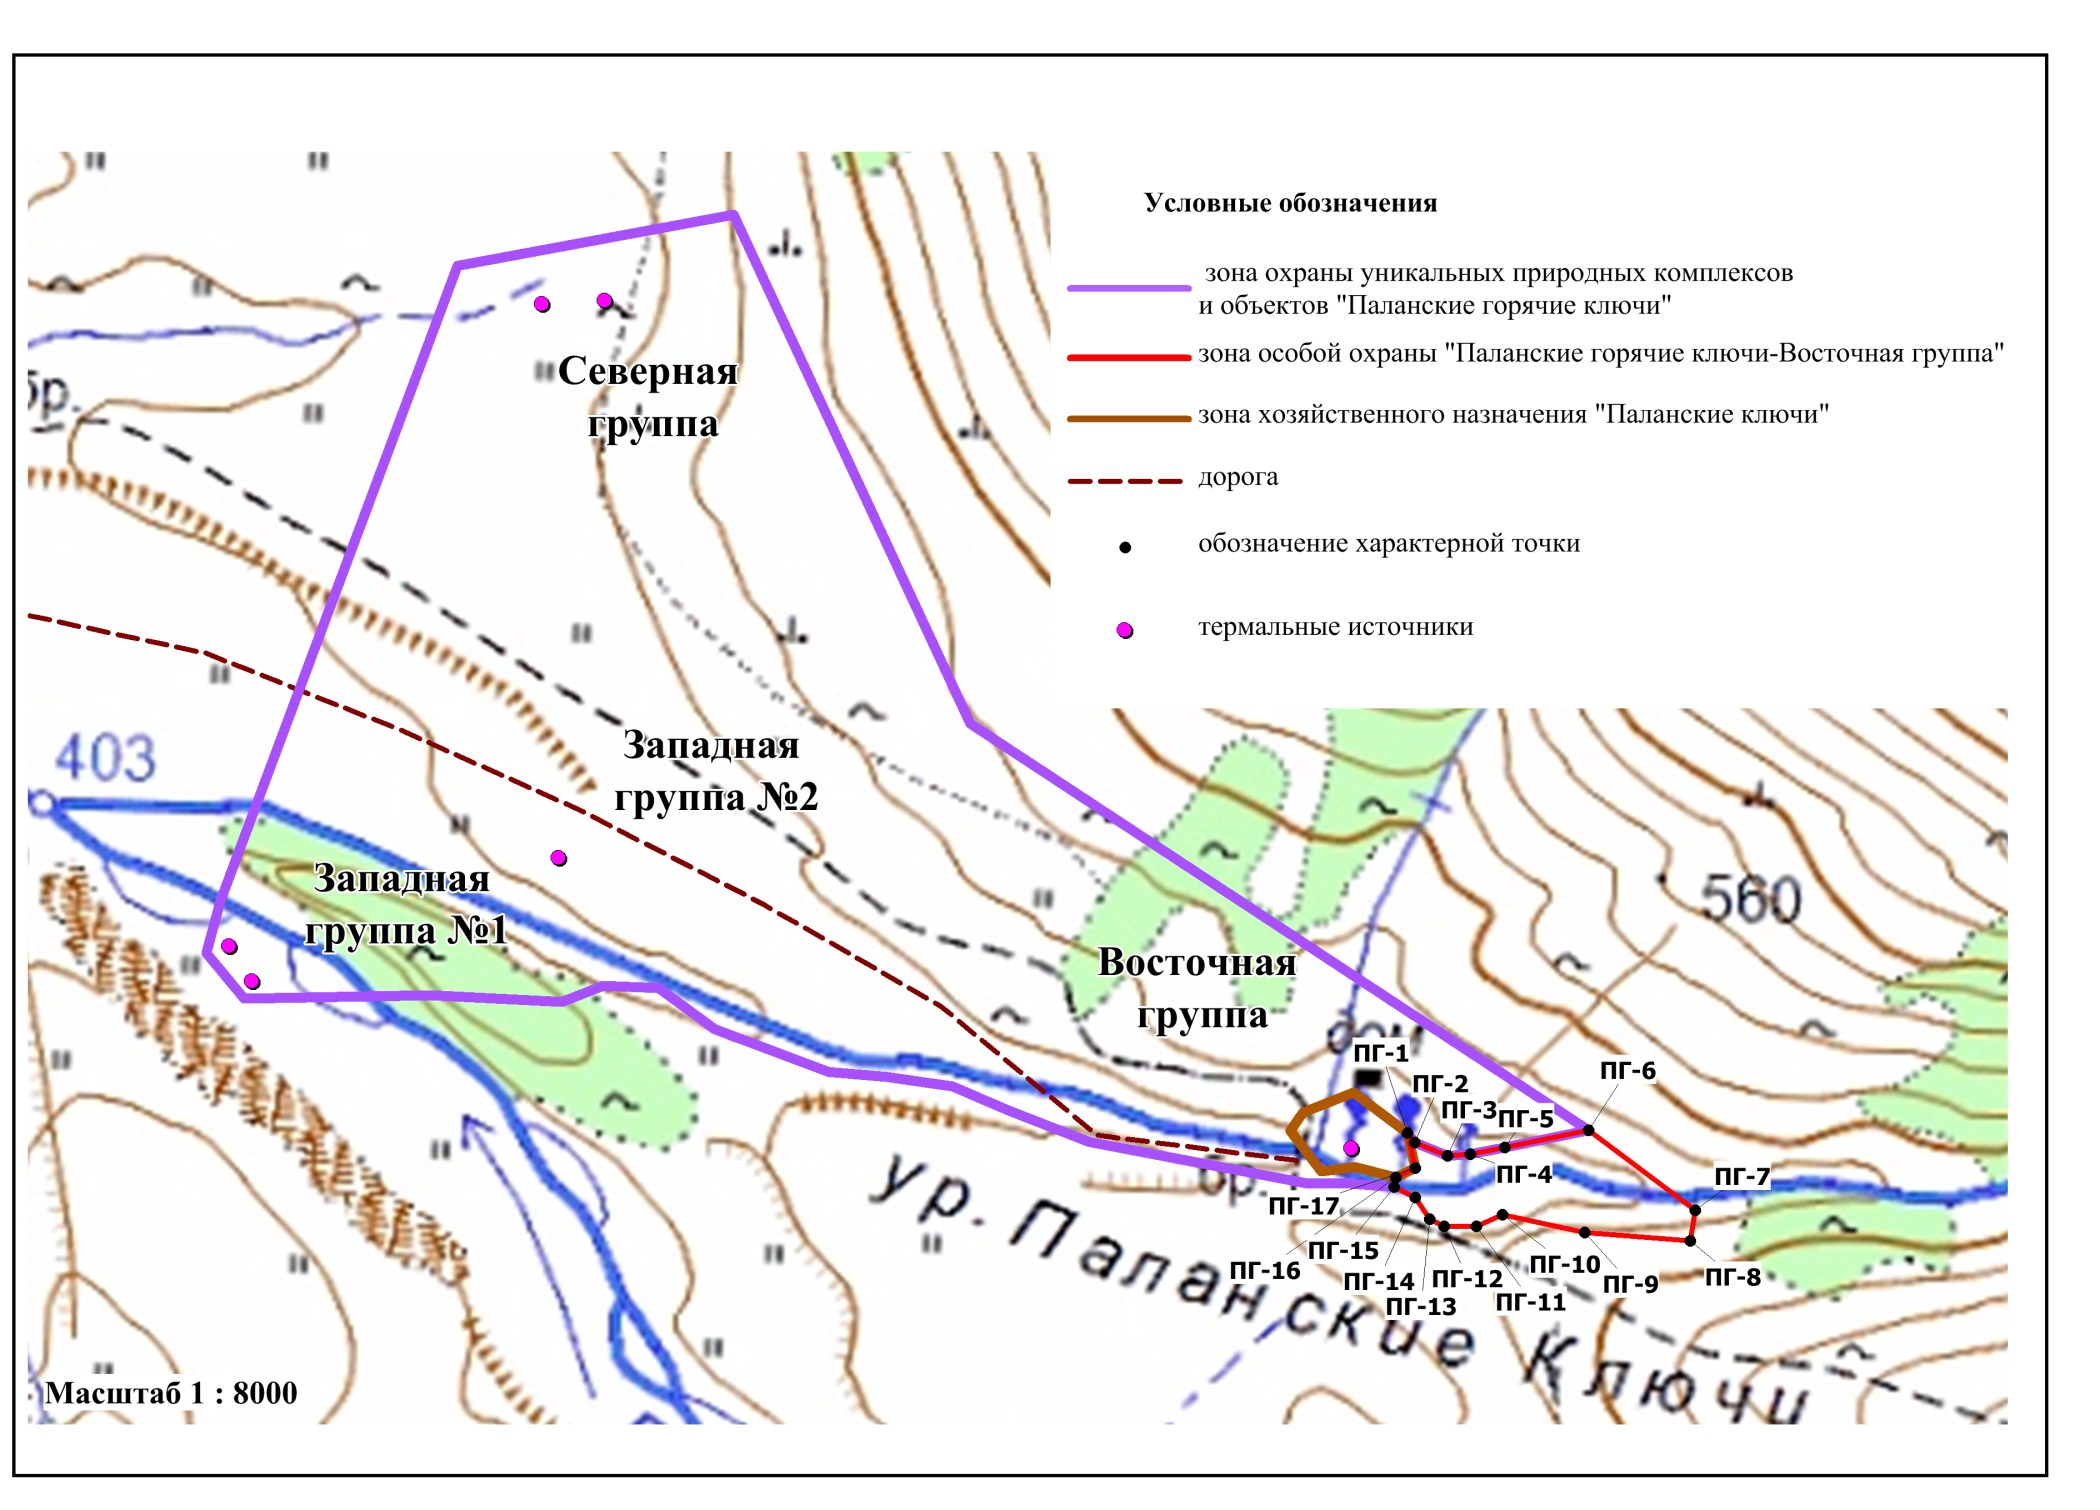 Условные обозначения
зона охраны уникальных природных комплексов
и объектов "Паланские горячие ключи"
зона особой охраны "Паланские горячие ключи-Восточная группа"
зона хозяйственного назначения "Паланские ключи"
дорога
обозначение характерной точки
термальные источники
Северная
группа
бр.
Западная
группа №2
403
Западная
группа №1
560
Восточная
группа
ПГ-1
ПГ-2
ПГ-3
ПГ-5
ПГ-6
ПГ-4
ПГ-7
бр.
ПГ-17
ПГ-15
ПГ-16
ПГ-14
ПГ-13
ПГ-12
ПГ-11
ПГ-10
ПГ-9
ПГ-8
ур. Паланские Ключи
Масштаб 1 : 8000